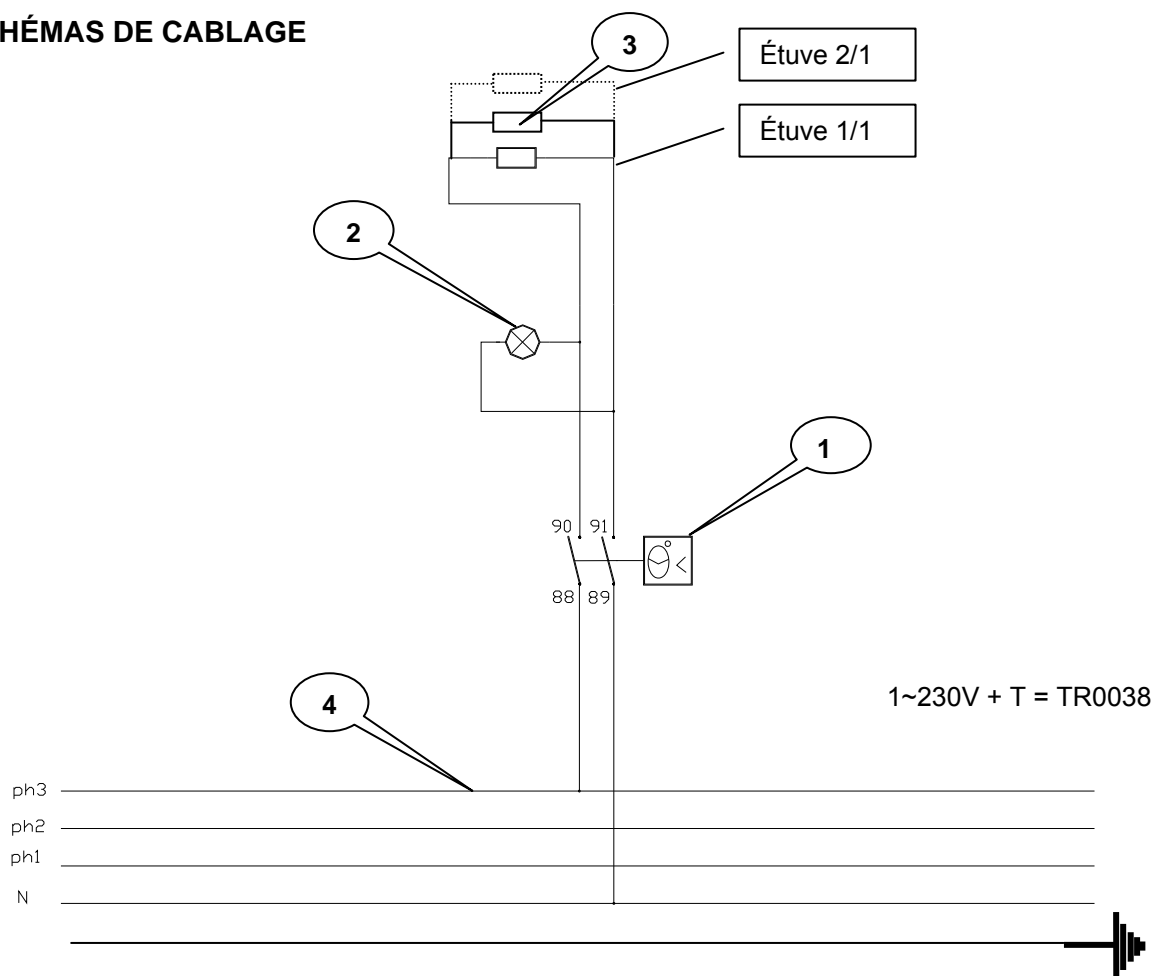 HÉMAS DE CABLAGE
3
Étuve 2/1
Étuve 1/1
2
1
90 91
88 89
4
1~230V + T = TR0038
ph3
ph2
ph1
N